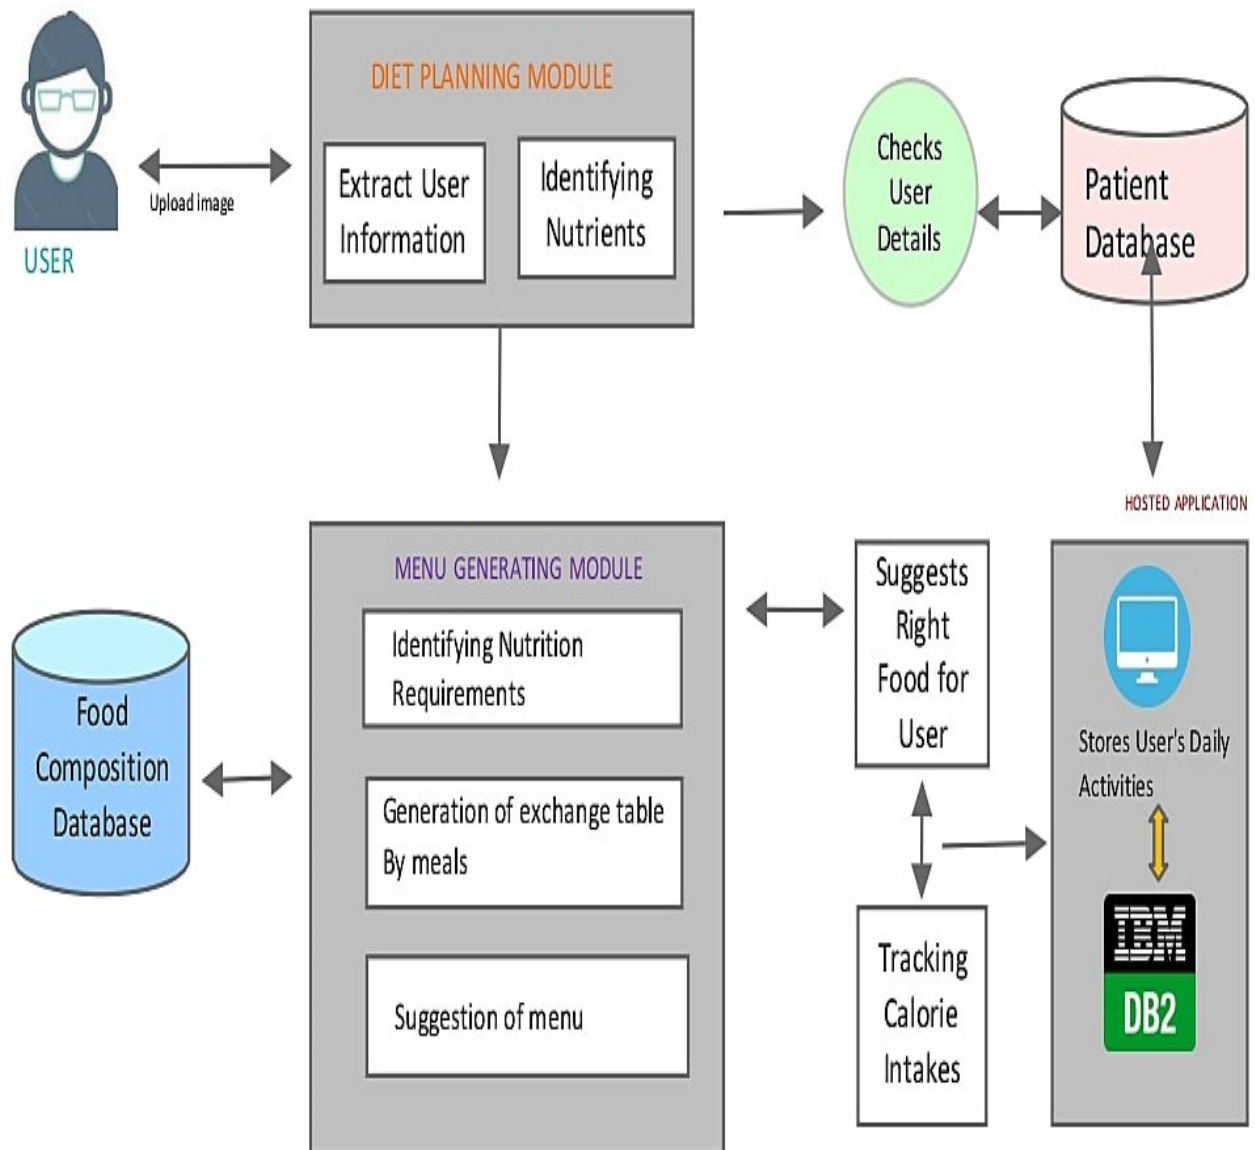 DIET PLANNING MODULE
Extract User
Information
Identifying
Nutrients
Upload image
USER
Checks
User
Details
Patient
Database
HOSTED APPLICATION
MENU GENERATING MODULE
Identifying Nutrition
Requirements
Generation of exchange table
By meals
Suggestion of menu
Food
Composition
Database
Suggests
Right
Food for
User
Tracking
Calorie
Intakes
Stores User's Daily
Activities
IBM
DB2